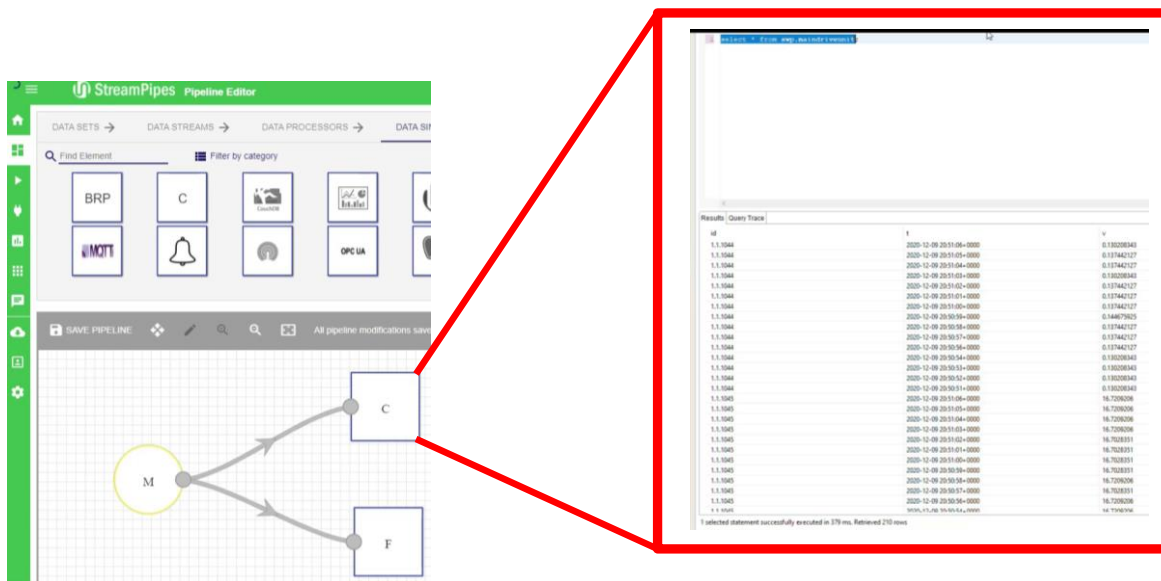 StreamPipes Pipeline Editor
DATA SETS → DATA STREAMS → DATA PROCESSORS → DATA SIN
Find Element Filter by category
BRP C
MQTT OPC UA
SAVE PIPELINE All pipeline modifications save
C
M
F
select * from
Results Query Trace
id t v
1.1.1044 2020-12-09 20:51:06+0000 0.130208343
1.1.1044 2020-12-09 20:51:05+0000 0.137442127
1.1.1044 2020-12-09 20:51:04+0000 0.137442127
1.1.1044 2020-12-09 20:51:03+0000 0.130208343
1.1.1044 2020-12-09 20:51:02+0000 0.137442127
1.1.1044 2020-12-09 20:51:01+0000 0.137442127
1.1.1044 2020-12-09 20:51:00+0000 0.137442127
1.1.1044 2020-12-09 20:50:59+0000 0.144675925
1.1.1044 2020-12-09 20:50:58+0000 0.137442127
1.1.1044 2020-12-09 20:50:57+0000 0.137442127
1.1.1044 2020-12-09 20:50:56+0000 0.137442127
1.1.1044 2020-12-09 20:50:54+0000 0.130208343
1.1.1044 2020-12-09 20:50:53+0000 0.130208343
1.1.1044 2020-12-09 20:50:52+0000 0.130208343
1.1.1044 2020-12-09 20:50:51+0000 0.130208343
1.1.1045 2020-12-09 20:51:06+0000 16.7209206
1.1.1045 2020-12-09 20:51:05+0000 16.7209206
1.1.1045 2020-12-09 20:51:04+0000 16.7209206
1.1.1045 2020-12-09 20:51:03+0000 16.7209206
1.1.1045 2020-12-09 20:51:02+0000 16.7028351
1.1.1045 2020-12-09 20:51:01+0000 16.7028351
1.1.1045 2020-12-09 20:51:00+0000 16.7028351
1.1.1045 2020-12-09 20:50:59+0000 16.7028351
1.1.1045 2020-12-09 20:50:58+0000 16.7209206
1.1.1045 2020-12-09 20:50:57+0000 16.7028351
1.1.1045 2020-12-09 20:50:56+0000 16.7209206
1.1.1045 2020-12-09 20:50:54+0000 16.7209206
1 selected statement successfully executed in 379 ms. Retrieved 210 rows